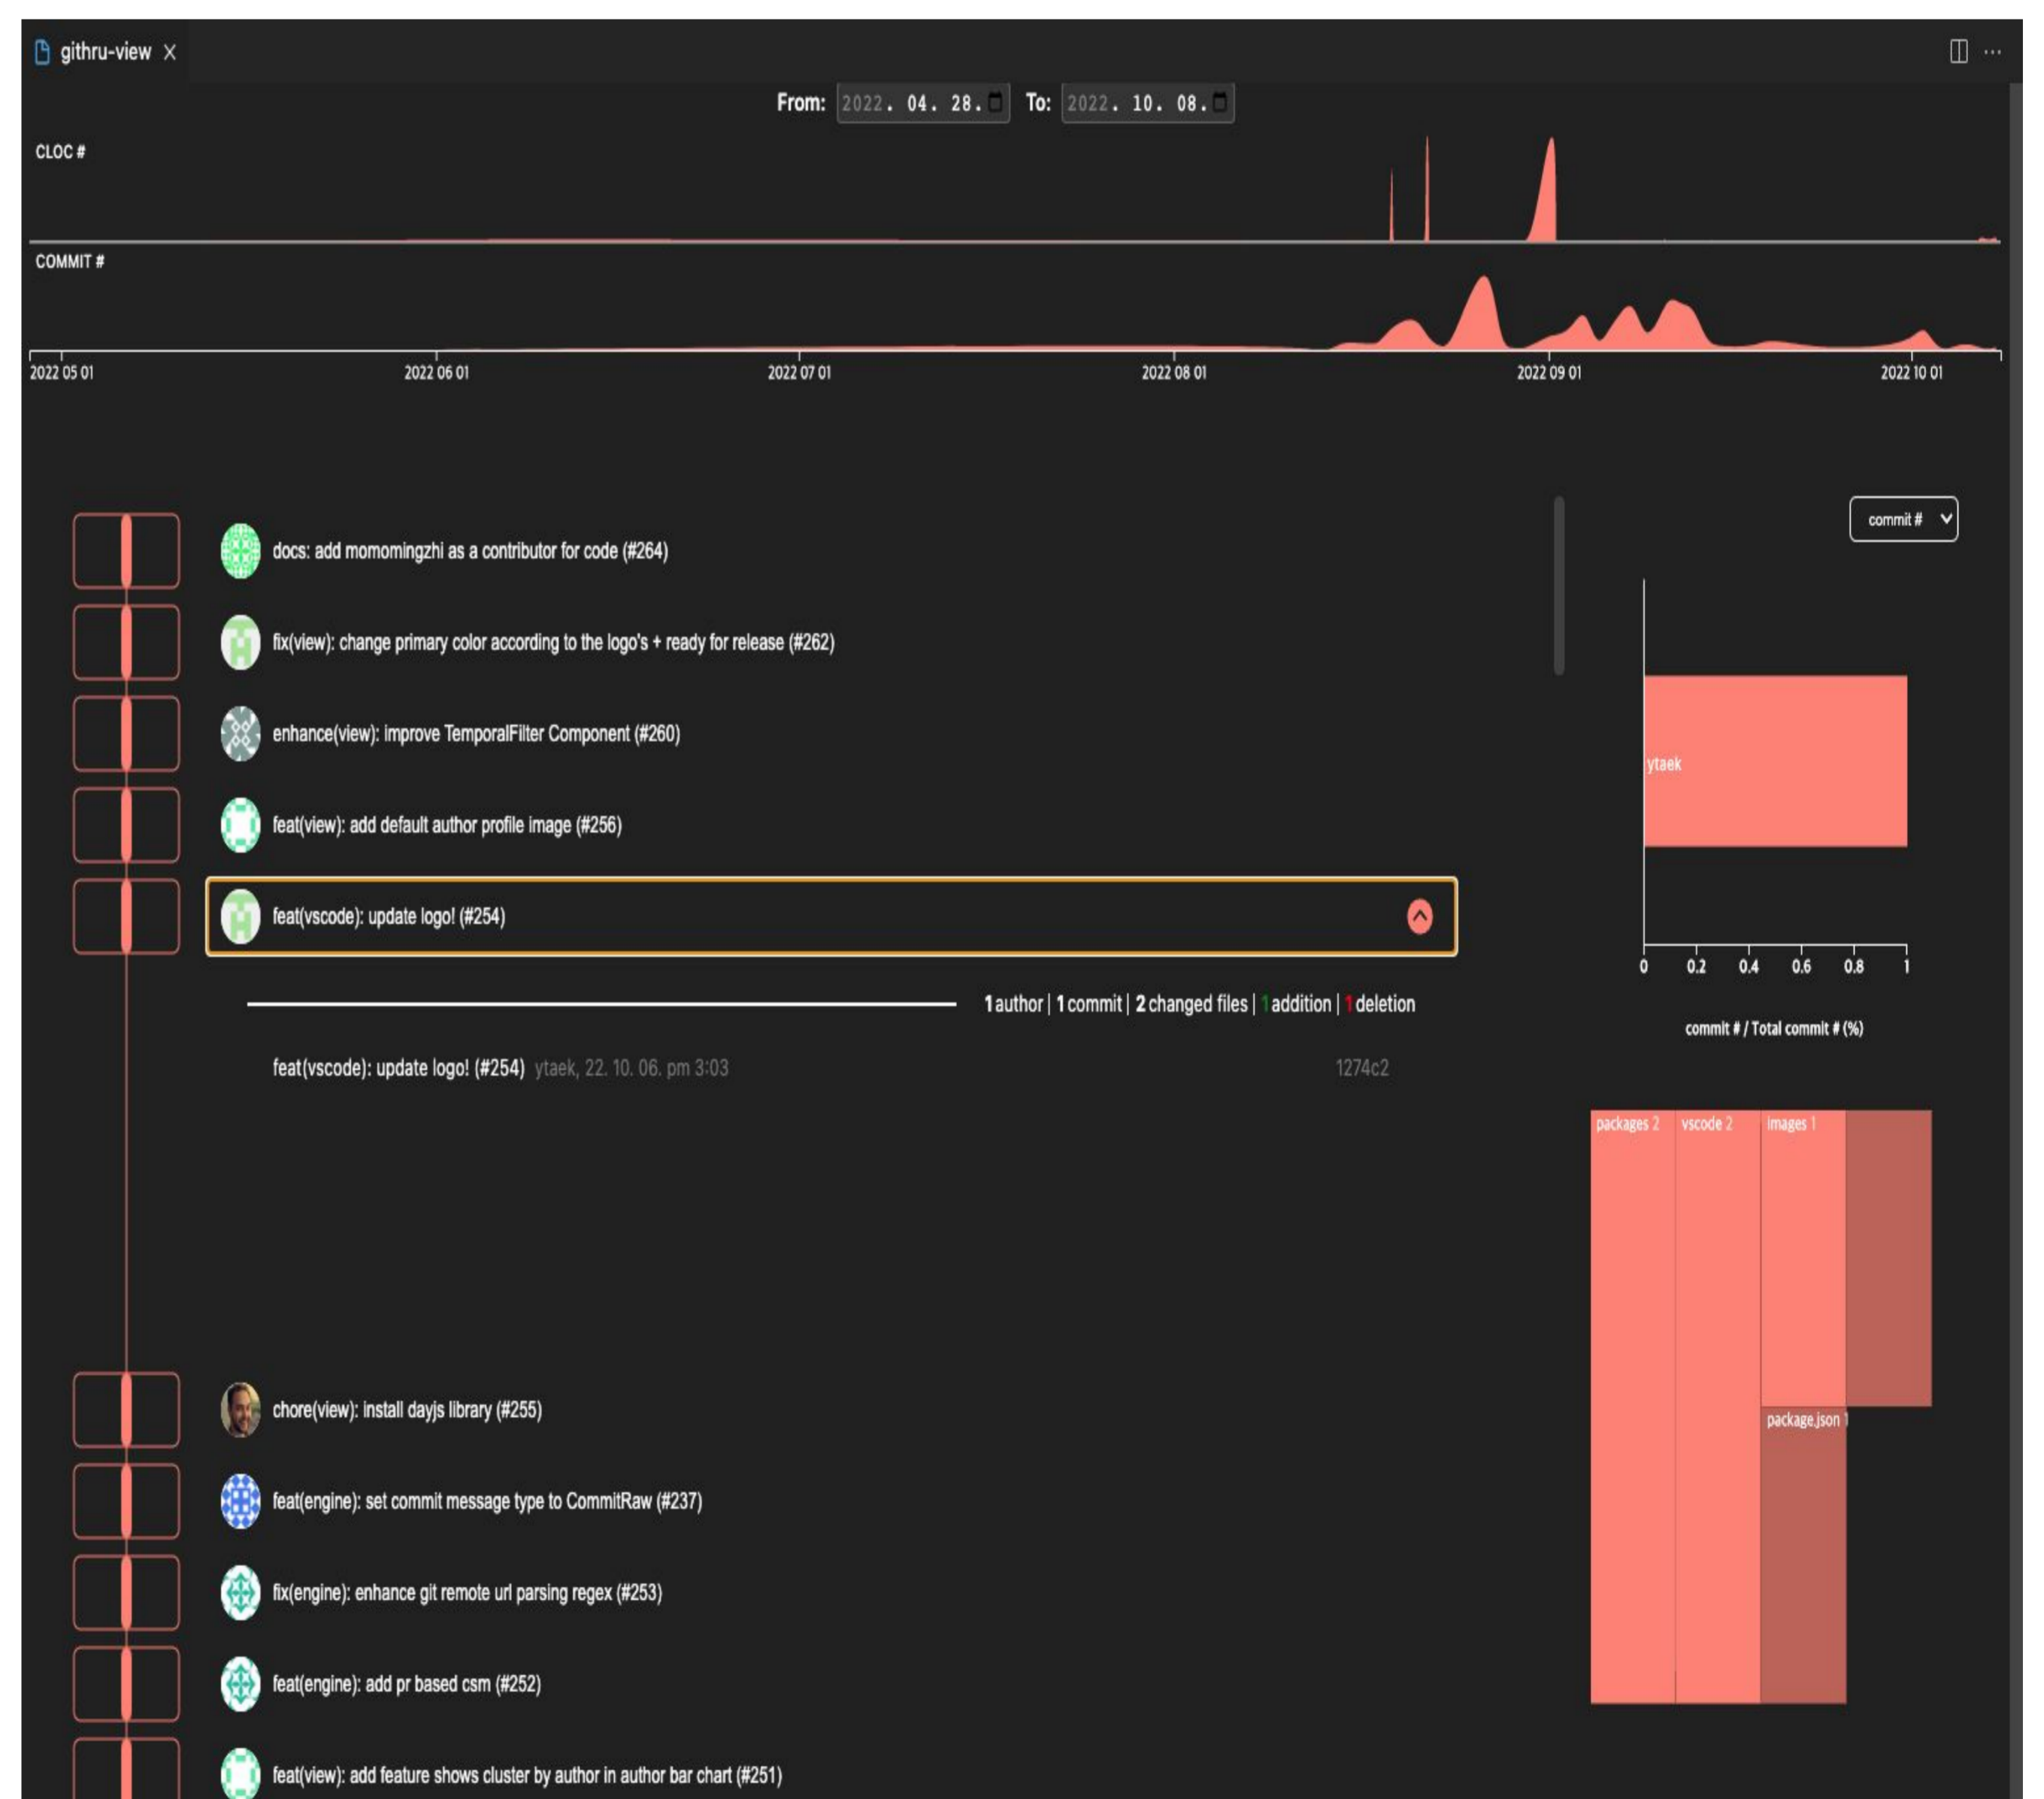 githru-view ×
From: 2022. 04. 28. To: 2022. 10. 08.
CLOC #
COMMIT #
2022 05 01 2022 06 01 2022 07 01 2022 08 01 2022 09 01 2022 10 01
commit #
docs: add momomingzhi as a contributor for code (#264)
fix(view): change primary color according to the logo's + ready for release (#262)
enhance(view): improve TemporalFilter Component (#260)
feat(view): add default author profile image (#256)
feat(vscode): update logo! (#254)
1 author | 1 commit | 2 changed files | 1 addition | 1 deletion
feat(vscode): update logo! (#254) ytaek, 22. 10. 06. pm 3:03 1274c2
chore(view): install dayjs library (#255)
feat(engine): set commit message type to CommitRaw (#237)
fix(engine): enhance git remote url parsing regex (#253)
feat(engine): add pr based csm (#252)
feat(view): add feature shows cluster by author in author bar chart (#251)
ytaek
0 0.2 0.4 0.6 0.8 1
commit # / Total commit # (%)
packages 2 vscode 2 images 1
package.json 1